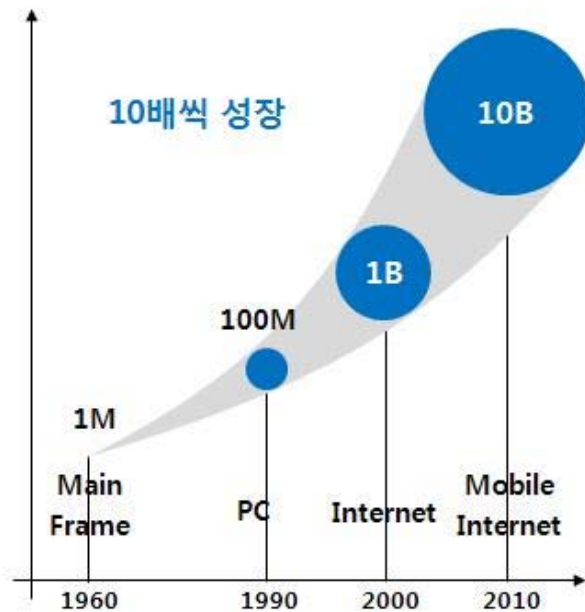 10배씩 성장
10B
1B
100M
1M
Main
Frame
PC
Internet
Mobile
Internet
1960
1990
2000
2010